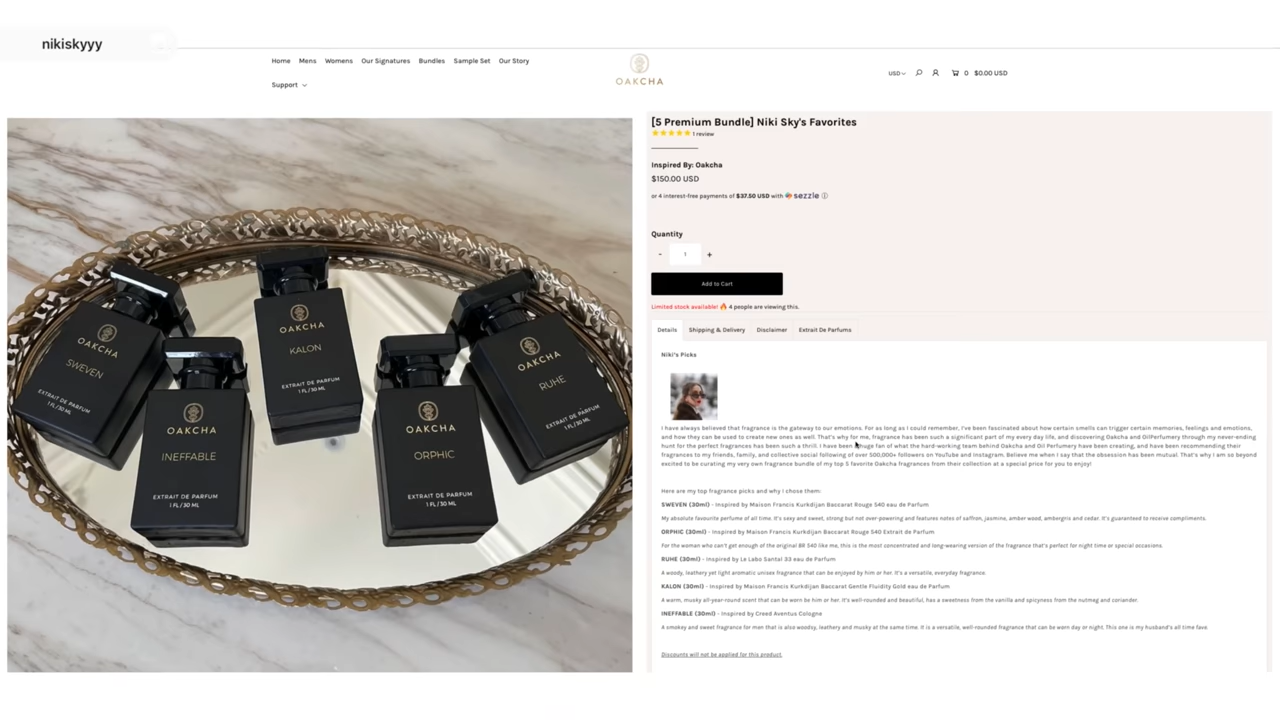 nikiskyyy
Home Mens Womens Our Signatures Bundles Sample Set Our Story
Support
OAKCHA
USD 0 $0.00 USD
[5 Premium Bundle] Niki Sky's Favorites
1 review
Inspired By: Oakcha
$150.00 USD
or 4 interest-free payments of $37.50 USD with sezzle
Quantity
- 1 +
Add to Cart
Limited stock available! 🔥 4 people are viewing this.
Details Shipping & Delivery Disclaimer Extrait De Parfums
Niki's Picks
I have always believed that fragrance is the gateway to our emotions. For as long as I could remember, I've been fascinated about how certain smells can trigger certain memories, feelings and emotions,
and how they can be used to create new ones as well. That's why for me, fragrance has been such a significant part of my every day life, and discovering Oakcha and OilPerfumery through my never-ending
hunt for the perfect fragrances has been such a thrill. I have been a huge fan of what the hard-working team behind Oakcha and Oil Perfumery have been creating, and have been recommending their
fragrances to my friends, family, and collective social following of over 500,000+ followers on YouTube and Instagram. Believe me when I say that the obsession has been mutual. That's why I am so beyond
excited to be curating my very own fragrance bundle of my top 5 favorite Oakcha fragrances from their collection at a special price for you to enjoy!
Here are my top fragrance picks and why I chose them:
SWEVEN (30ml) - Inspired by Maison Francis Kurkdijan Baccarat Rouge 540 eau de Parfum
My absolute favourite perfume of all time. It's sexy and sweet, strong but not over-powering and features notes of saffron, jasmine, amber-wood, ambergris and cedar. It's guaranteed to receive compliments.
ORPHIC (30ml) - Inspired by Maison Francis Kurkdijan Baccarat Rouge 540 Extrait de Parfum
For the woman who can't get enough of the original BR 540 like me, this is the most concentrated and long-wearing version of the fragrance that's perfect for night time or special occasions.
RUHE (30ml) - Inspired by Le Labo Santal 33 eau de Parfum
A woody, leathery yet light aromatic unisex fragrance that can be enjoyed by him or her. It's a versatile, everyday fragrance.
KALON (30ml) - Inspired by Maison Francis Kurkdijan Baccarat Gentle Fluidity Gold eau de Parfum
A warm, musky all-year-round scent that can be worn be him or her. It's well-rounded and beautiful, has a sweetness from the vanilla and spicyness from the nutmeg and coriander.
INEFFABLE (30ml) - Inspired by Creed Aventus Cologne
A smokey and sweet fragrance for men that is also woodsy, leathery and musky at the same time. It is a versatile, well-rounded fragrance that can be worn day or night. This one is my husband's all time fave.
Discounts will not be applied for this product.
OAKCHA
SWEVEN
EXTRAIT DE PARFUM
1 FL/30 ML
OAKCHA
INEFFABLE
EXTRAIT DE PARFUM
1 FL/30 ML
OAKCHA
KALON
EXTRAIT DE PARFUM
1 FL/30 ML
OAKCHA
ORPHIC
EXTRAIT DE PARFUM
1 FL/30 ML
OAKCHA
RUHE
EXTRAIT DE PARFUM
1 FL/30 ML